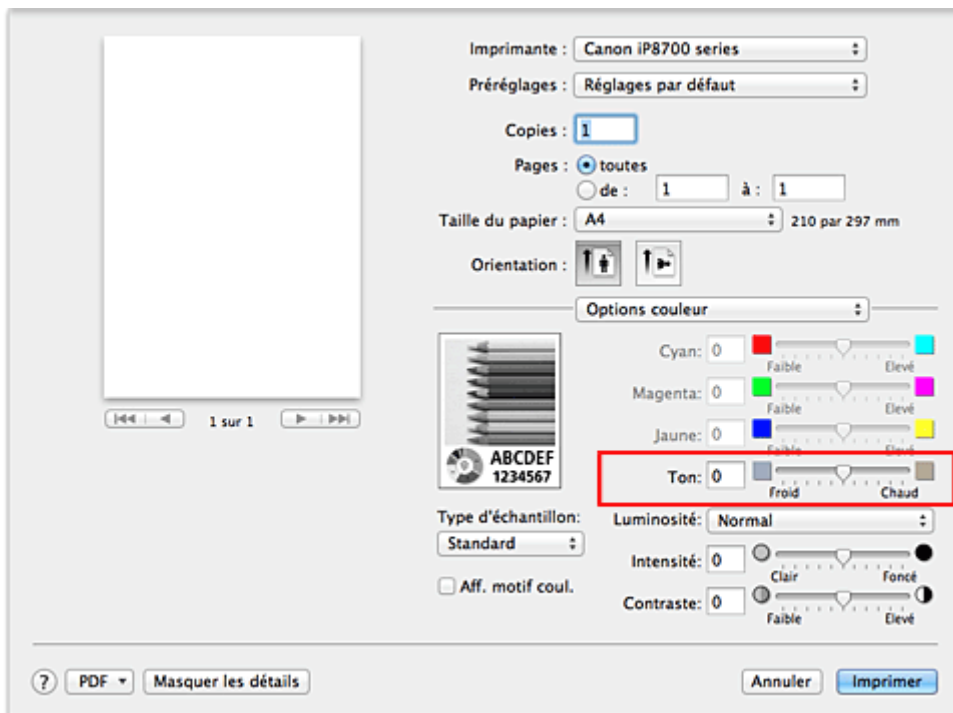 Imprimante : Canon iP8700 series
Préréglages : Réglages par défaut
Copies : 1
Pages : toutes
de : 1 à : 1
Taille du papier : A4 210 par 297 mm
Orientation :
Options couleur
1 sur 1
Cyan: 0
Faible Elevé
Magenta: 0
Faible Elevé
Jaune: 0
Faible Elevé
ABCDEF
1234567
Ton: 0
Froid Chaud
Type d'échantillon:
Standard
Aff. motif coul.
Luminosité: Normal
Intensité: 0
Clair Foncé
Contraste: 0
Faible Elevé
? PDF Masquer les détails Annuler Imprimer